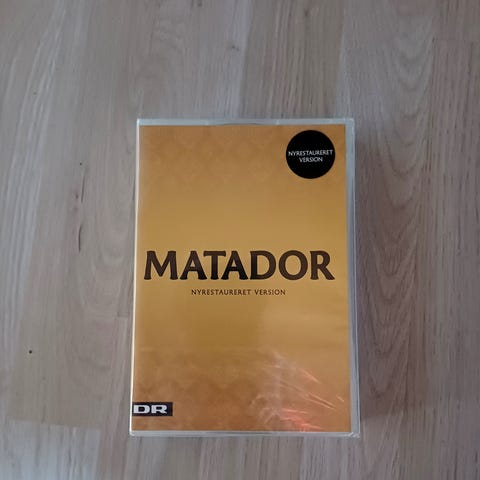 NYRESTAURERET
VERSION
MATADOR
NYRESTAURERET VERSION
DR